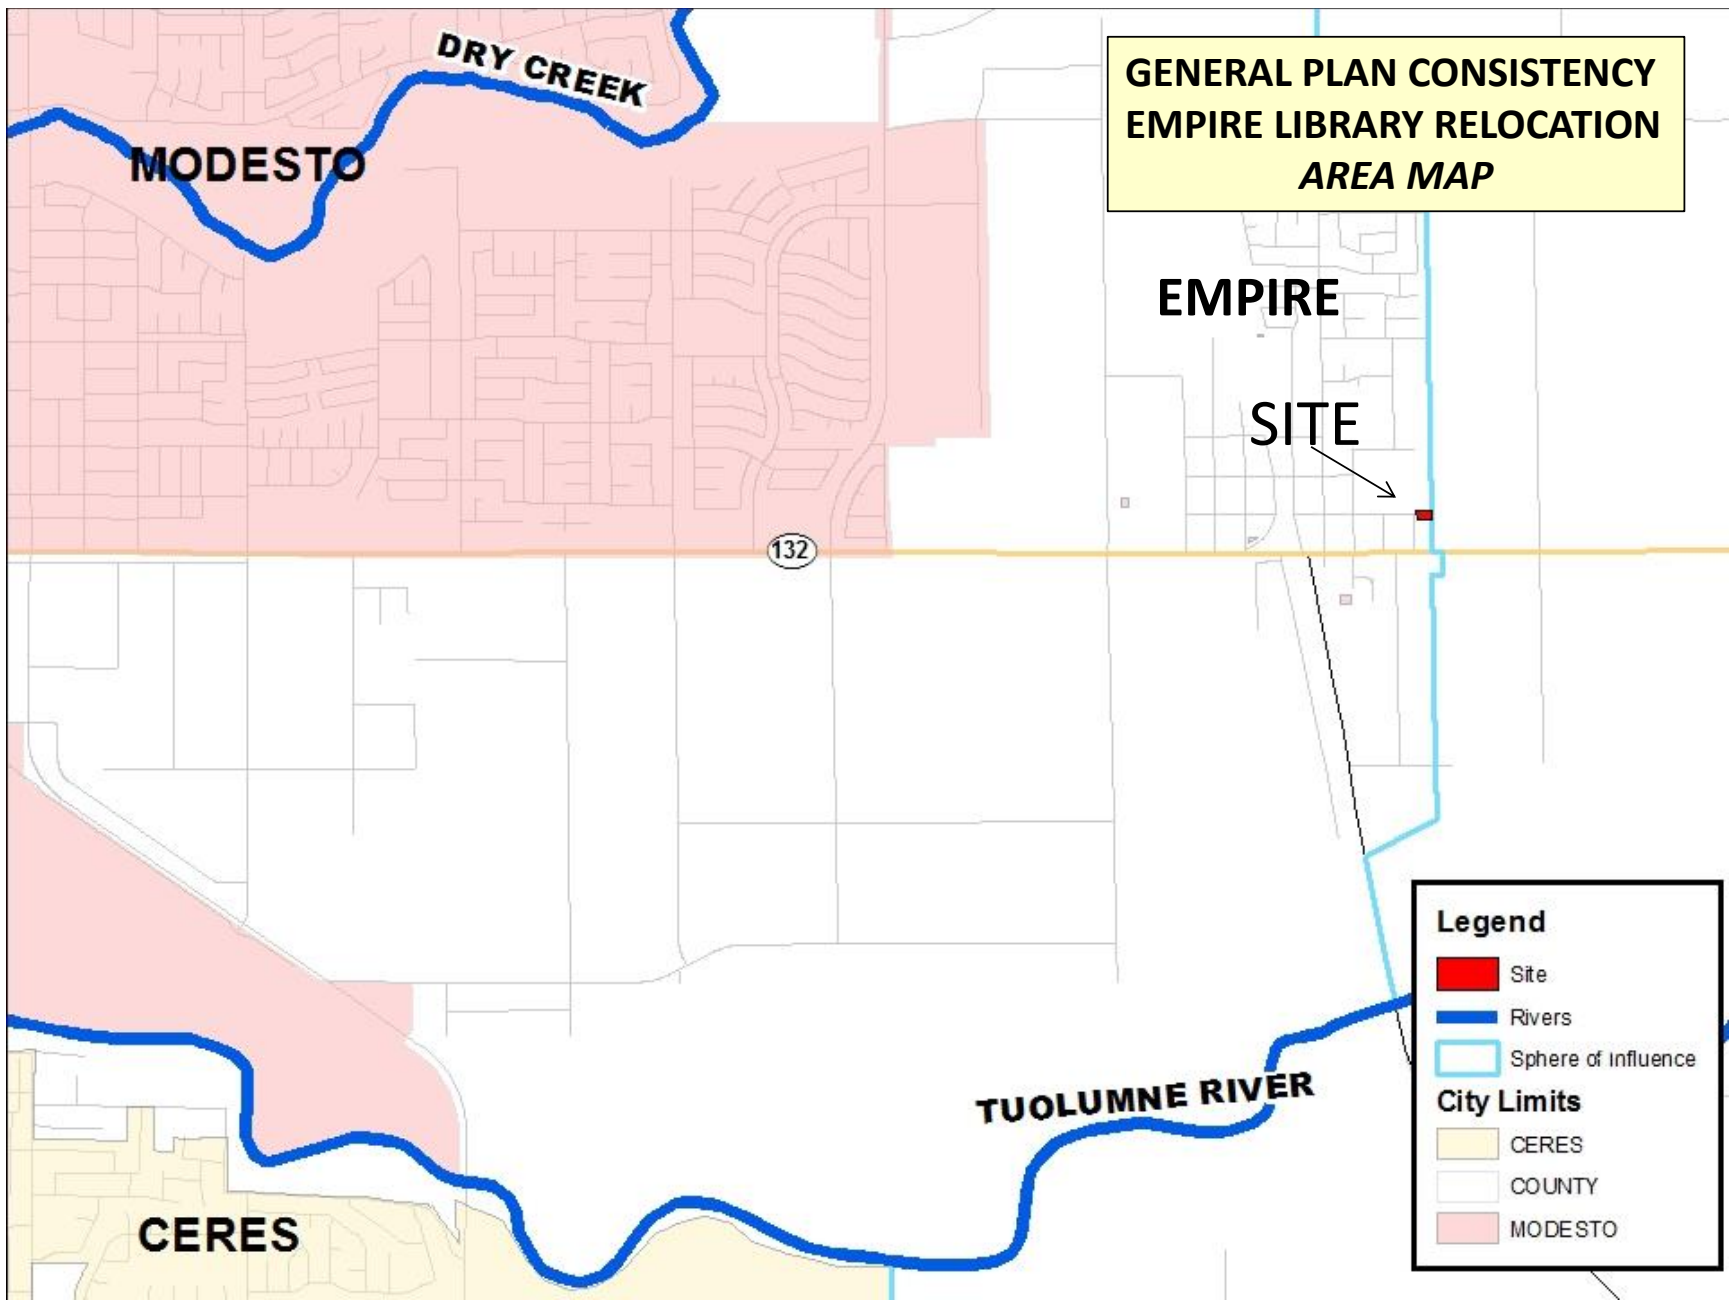 DRY CREEK
GENERAL PLAN CONSISTENCY
EMPIRE LIBRARY RELOCATION
AREA MAP
MODESTO
EMPIRE
SITE
132
TUOLUMNE RIVER
CERES
Legend
Site
Rivers
Sphere of Influence
City Limits
CERES
COUNTY
MODESTO